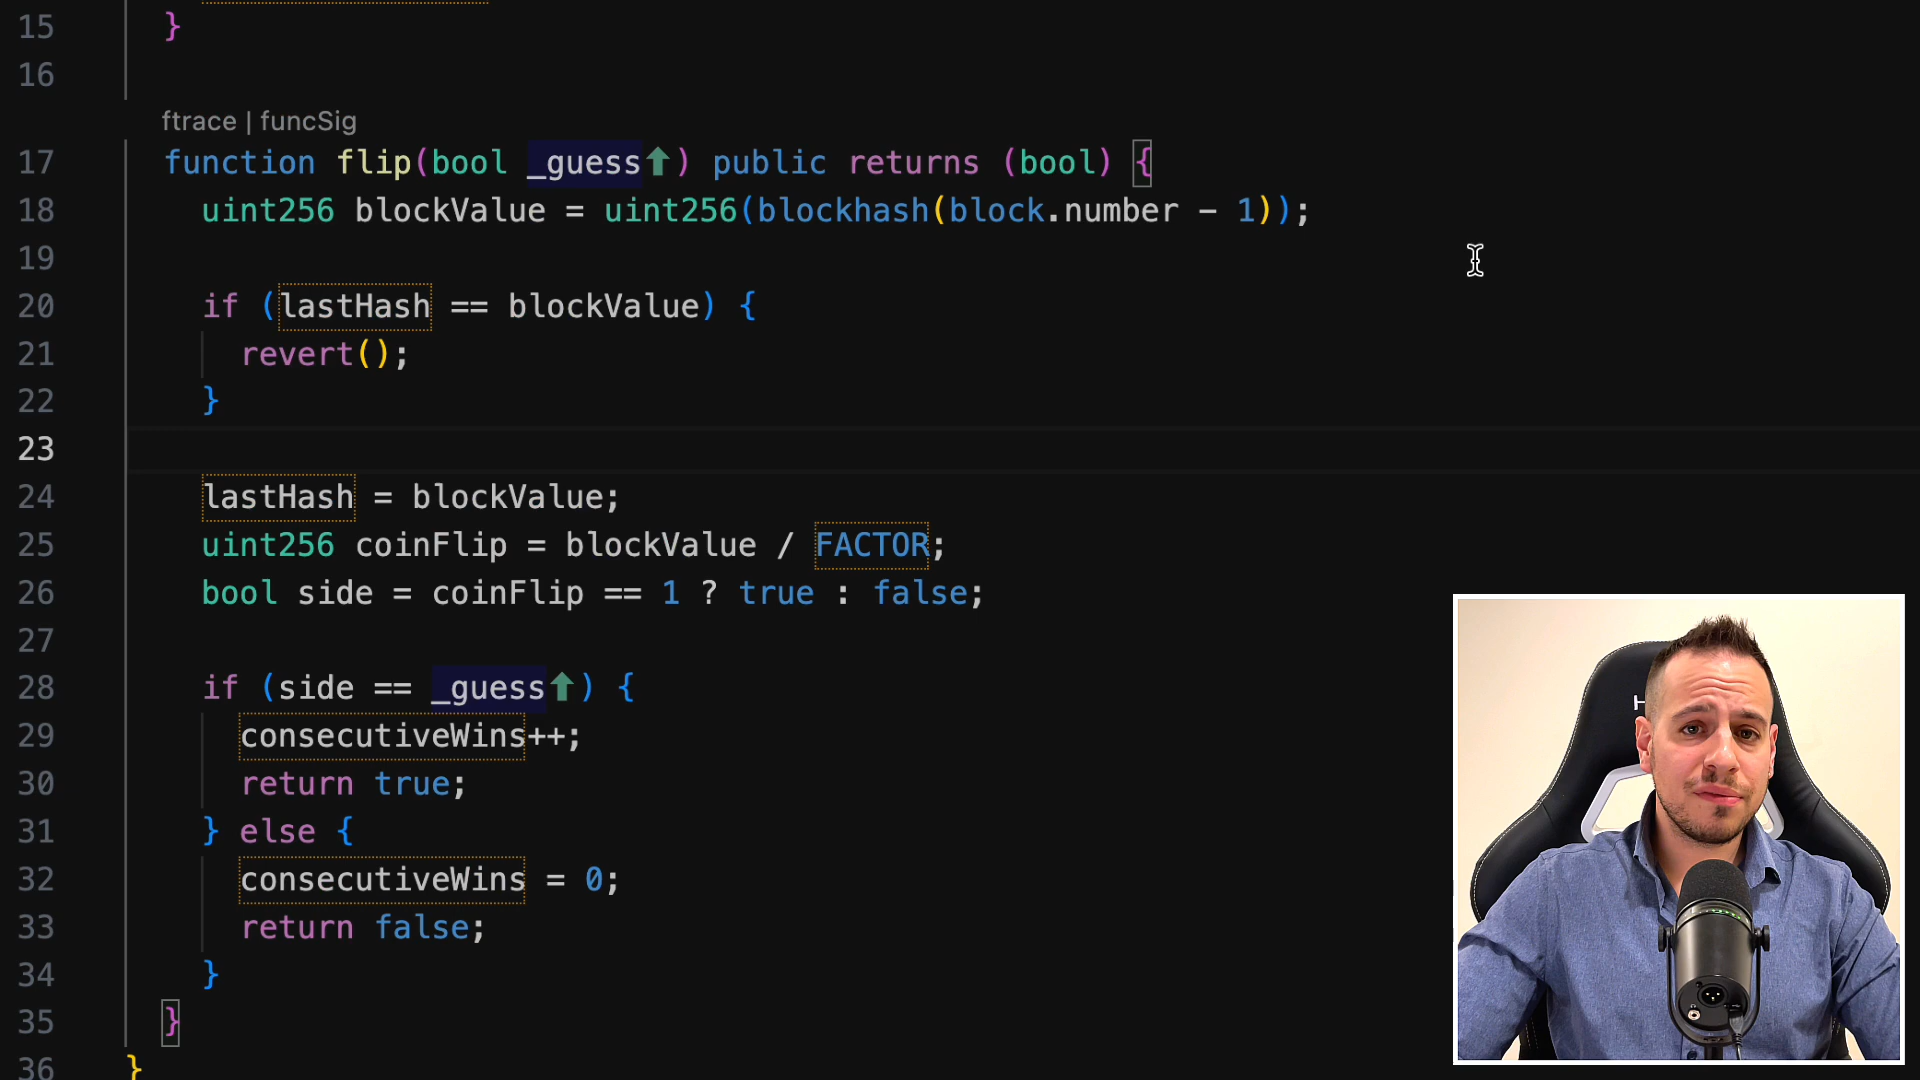 15 }
16
ftrace | funcSig
17 function flip(bool _guess⬆) public returns (bool) {
18 uint256 blockValue = uint256(blockhash(block.number - 1));
19
20 if (lastHash == blockValue) {
21 revert();
22 }
23
24 lastHash = blockValue;
25 uint256 coinFlip = blockValue / FACTOR;
26 bool side = coinFlip == 1 ? true : false;
27
28 if (side == _guess⬆) {
29 consecutiveWins++;
30 return true;
31 } else {
32 consecutiveWins = 0;
33 return false;
34 }
35 }
36 }